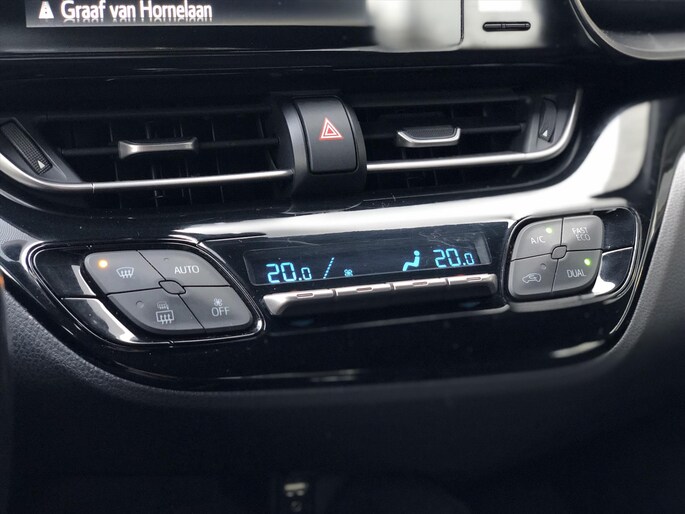 Graaf van Hornelaan
A/C
FAST
ECO
20.0
20.0
AUTO
OFF
DUAL